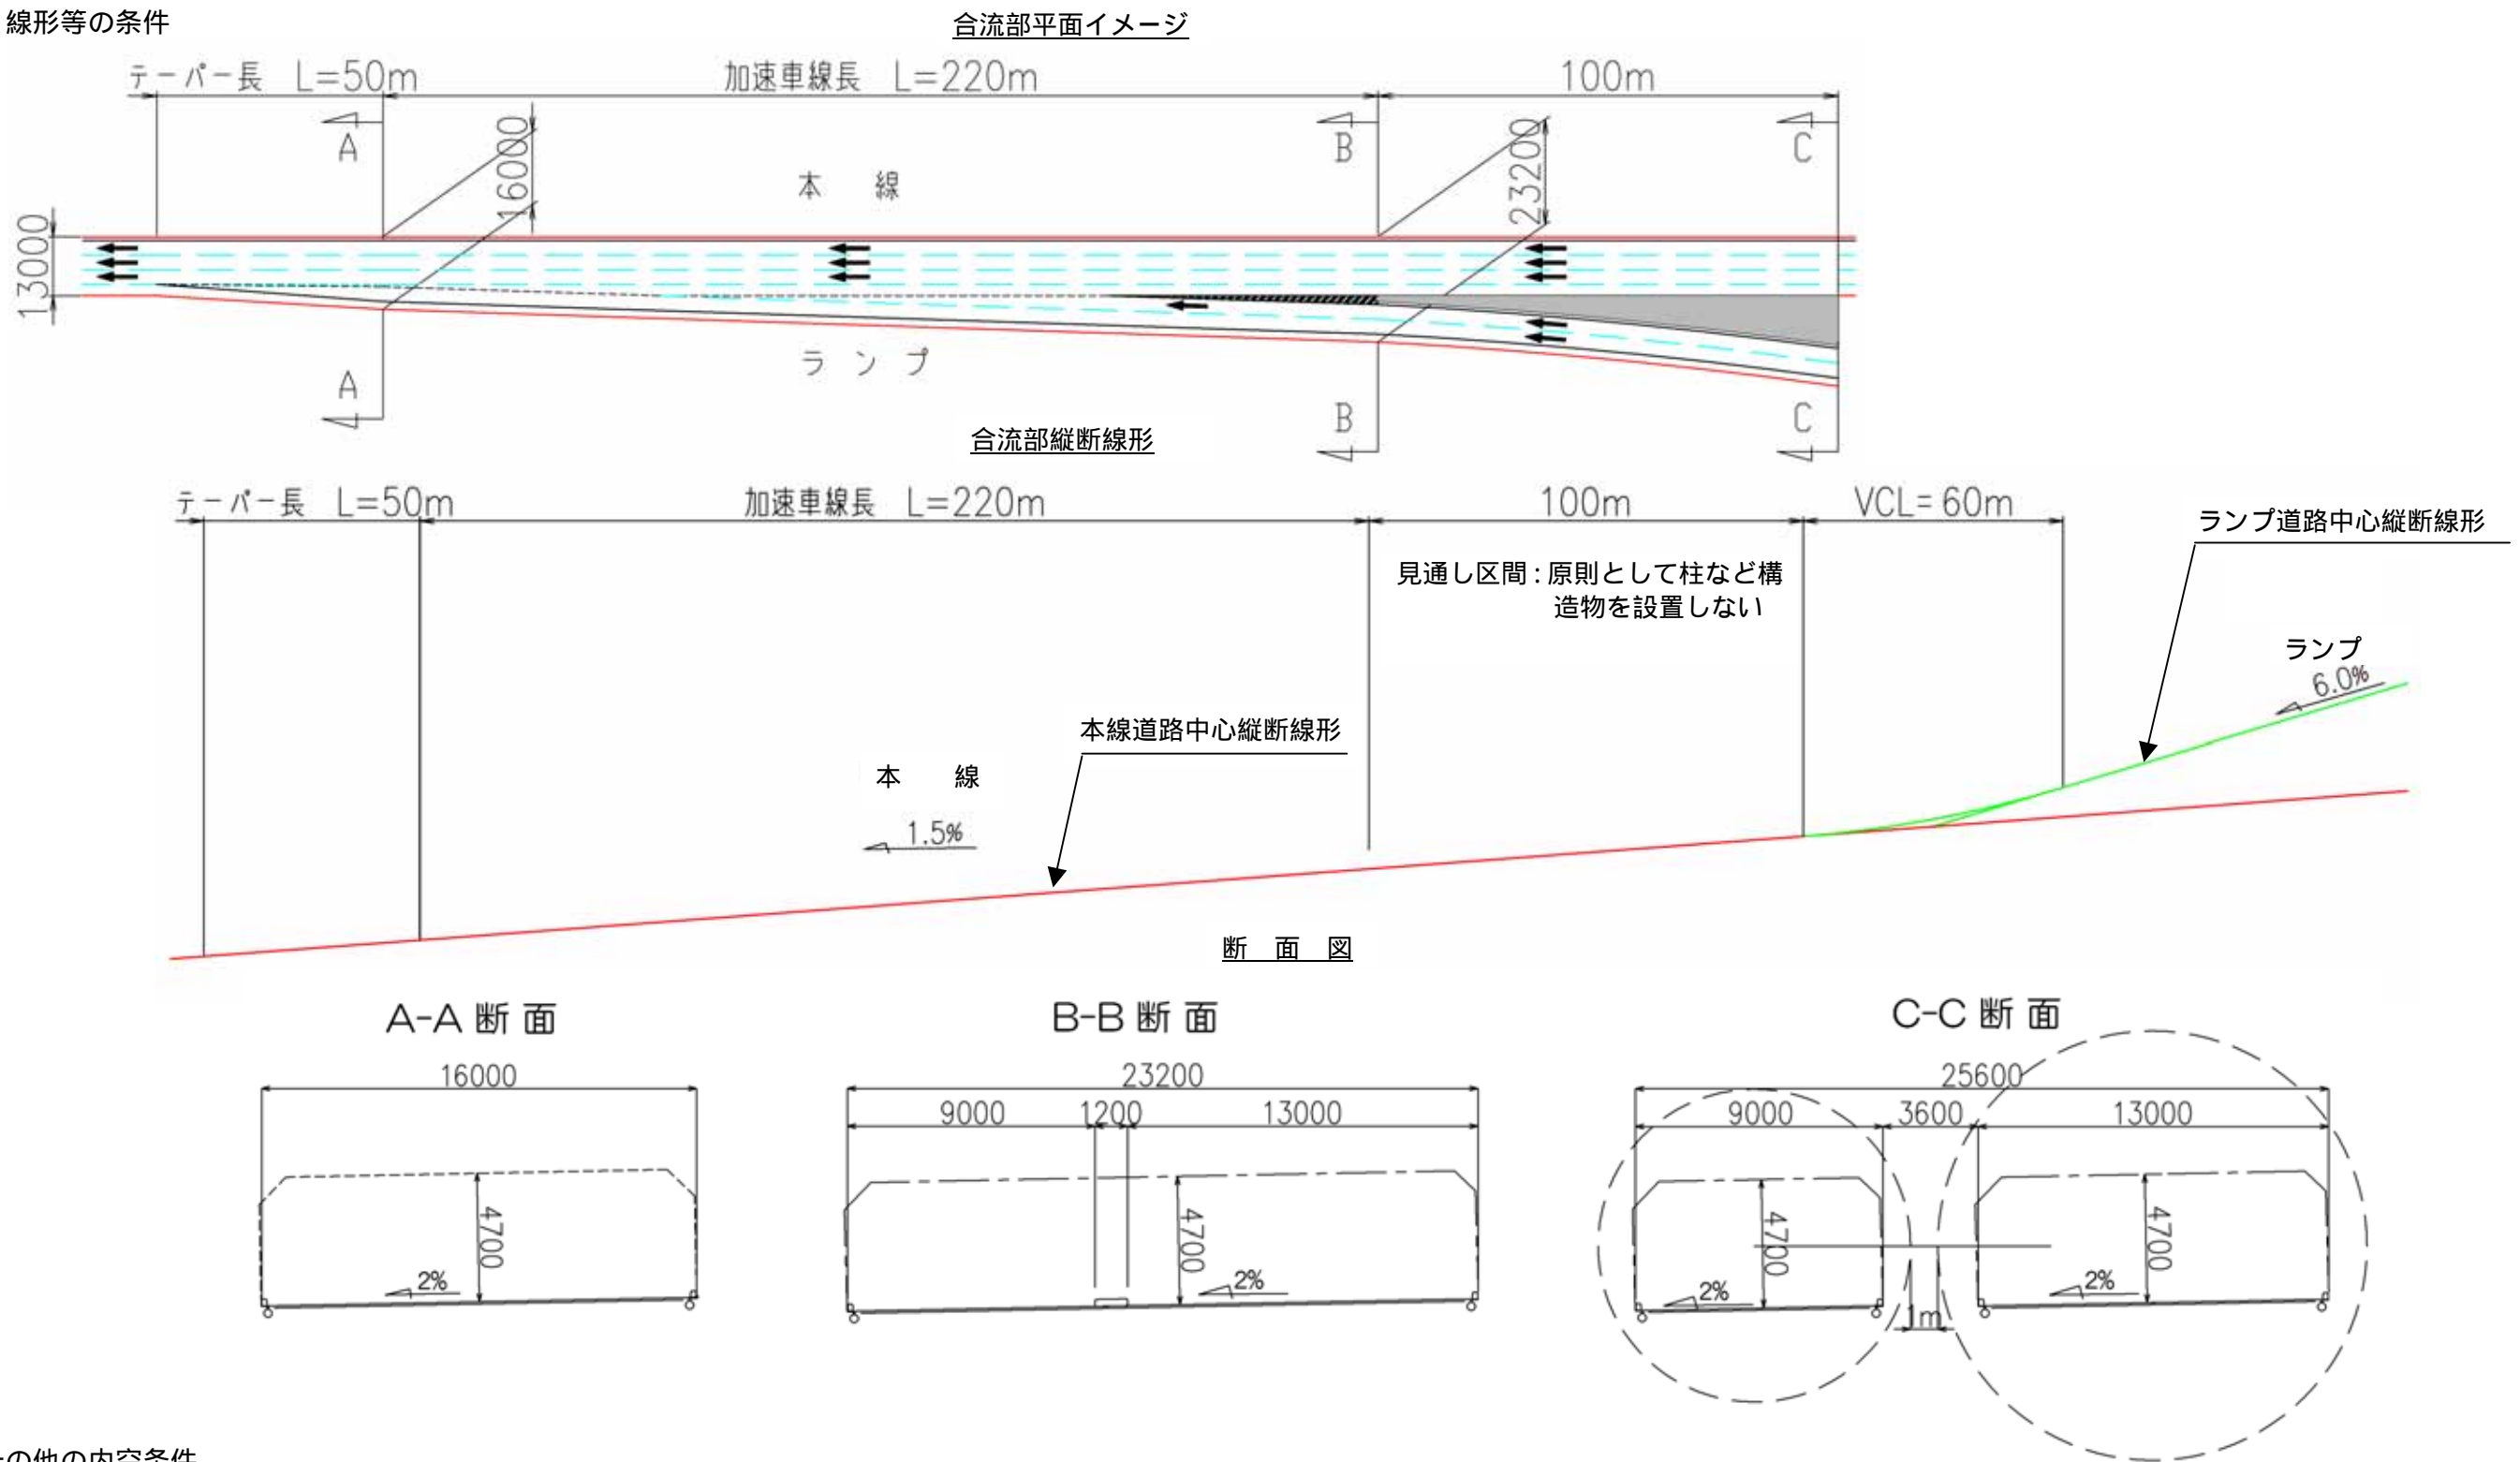 線形等の条件
合流部平面イメージ
テーパー長 L=50m
加速車線長 L=220m
100m
A
16000
B
23200
C
本 線
13000
ランプ
A
B
C
合流部縦断線形
テーパー長 L=50m
加速車線長 L=220m
100m
VCL=60m
ランプ道路中心縦断線形
見通し区間：原則として柱など構
造物を設置しない
ランプ
6.0%
本線道路中心縦断線形
本 線
1.5%
断 面 図
A-A 断 面
B-B 断 面
C-C 断 面
16000
23200
25600
9000 1200 13000
9000 3600 13000
4700
4700
4700
4700
2%
2%
2%
2%
1m
の他の内空条件